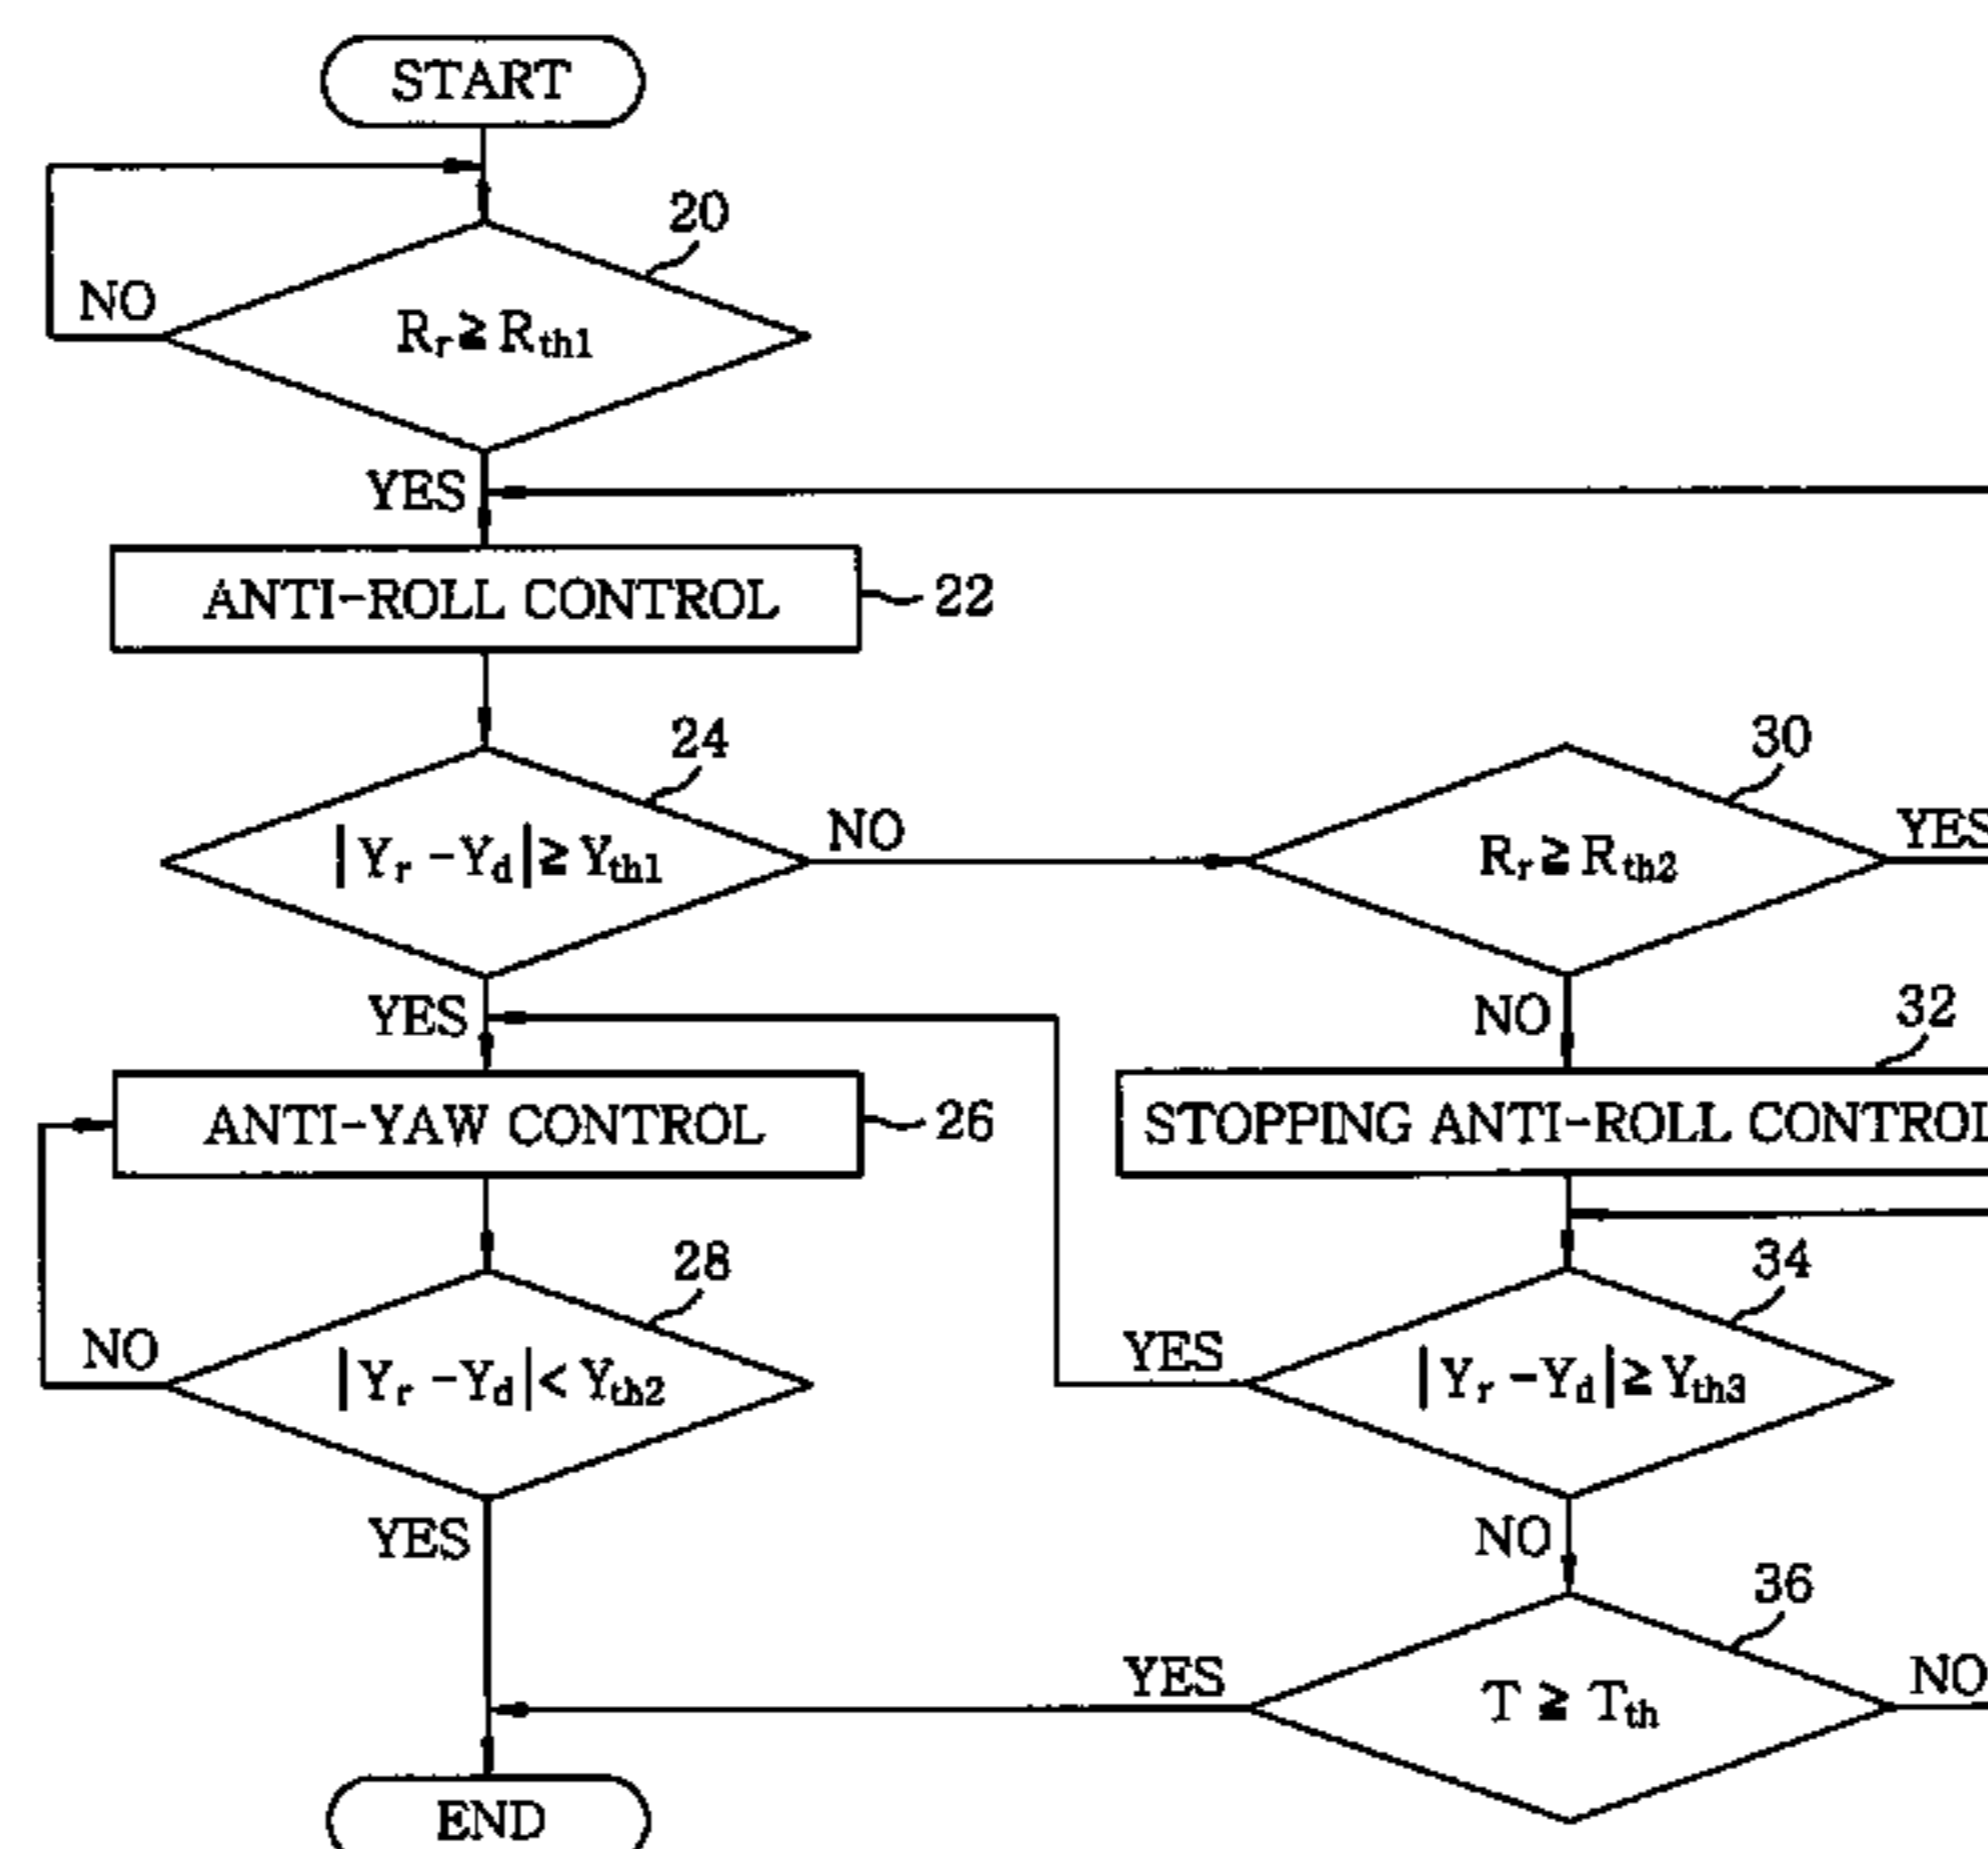 START
20
NO
Rr ≧ Rth1
YES
ANTI-ROLL CONTROL
22
24
|Yr - Yd| ≧ Yth1
NO
30
Rr ≧ Rth2
YES
YES
NO
32
ANTI-YAW CONTROL
26
STOPPING ANTI-ROLL CONTROL
28
34
NO
|Yr - Yd| < Yth2
YES
|Yr - Yd| ≧ Yth3
YES
NO
36
YES
T ≧ Tth
NO
END